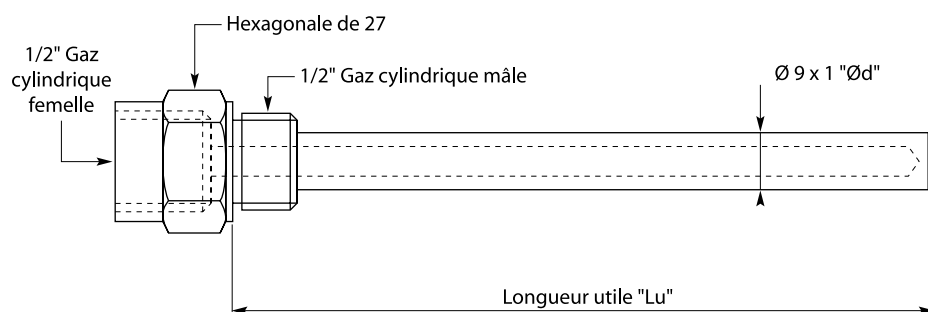 Hexagonale de 27
1/2" Gaz
cylindrique
femelle
1/2" Gaz cylindrique mâle
Ø 9 x 1 "Ød"
Longueur utile "Lu"